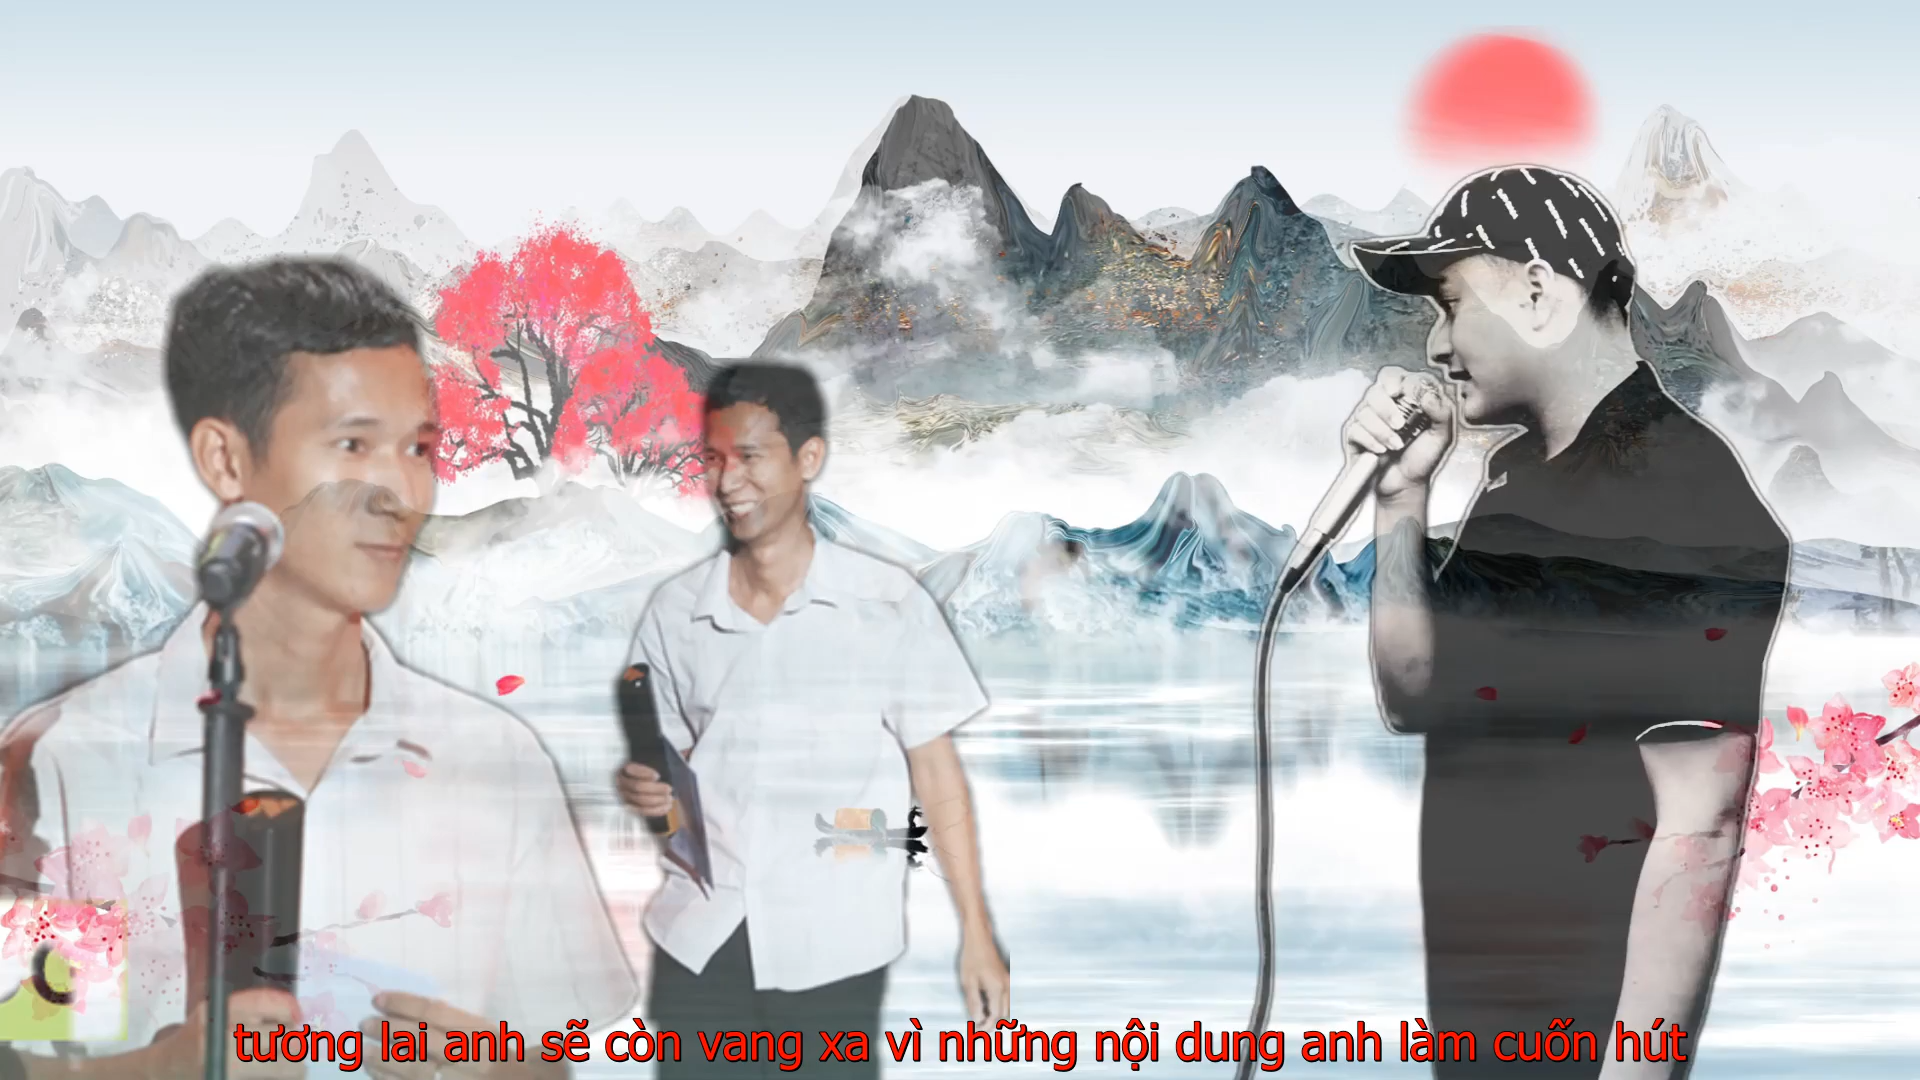 tương lai anh sẽ còn vang xa vì những nội dung anh làm cuốn hút